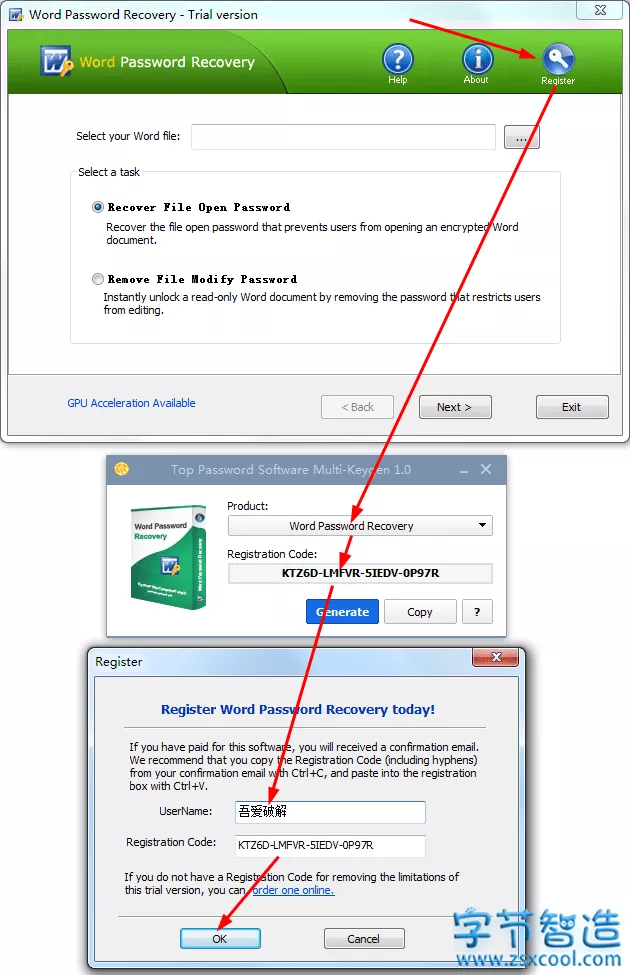 Word Password Recovery - Trial version
Word Password Recovery
Help
About
Register
Select your Word file:
...
Select a task
Recover File Open Password
Recover the file open password that prevents users from opening an encrypted Word
document.
Remove File Modify Password
Instantly unlock a read-only Word document by removing the password that restricts users
from editing.
GPU Acceleration Available
< Back
Next >
Exit
Top Password Software Multi-Keygen 1.0
Word Password
Recovery
Product:
Word Password Recovery
Registration Code:
KTZ6D-LMFVR-5IEDV-0P97R
Generate
Copy
?
Register
Register Word Password Recovery today!
If you have paid for this software, you will received a confirmation email.
We recommend that you copy the Registration Code (including hyphens)
from your confirmation email with Ctrl+C, and paste into the registration
box with Ctrl+V.
UserName:
吾爱破解
Registration Code:
KTZ6D-LMFVR-5IEDV-0P97R
If you do not have a Registration Code for removing the limitations of
this trial version, you can order one online.
OK
Cancel
字节智造
www.zsxcool.com